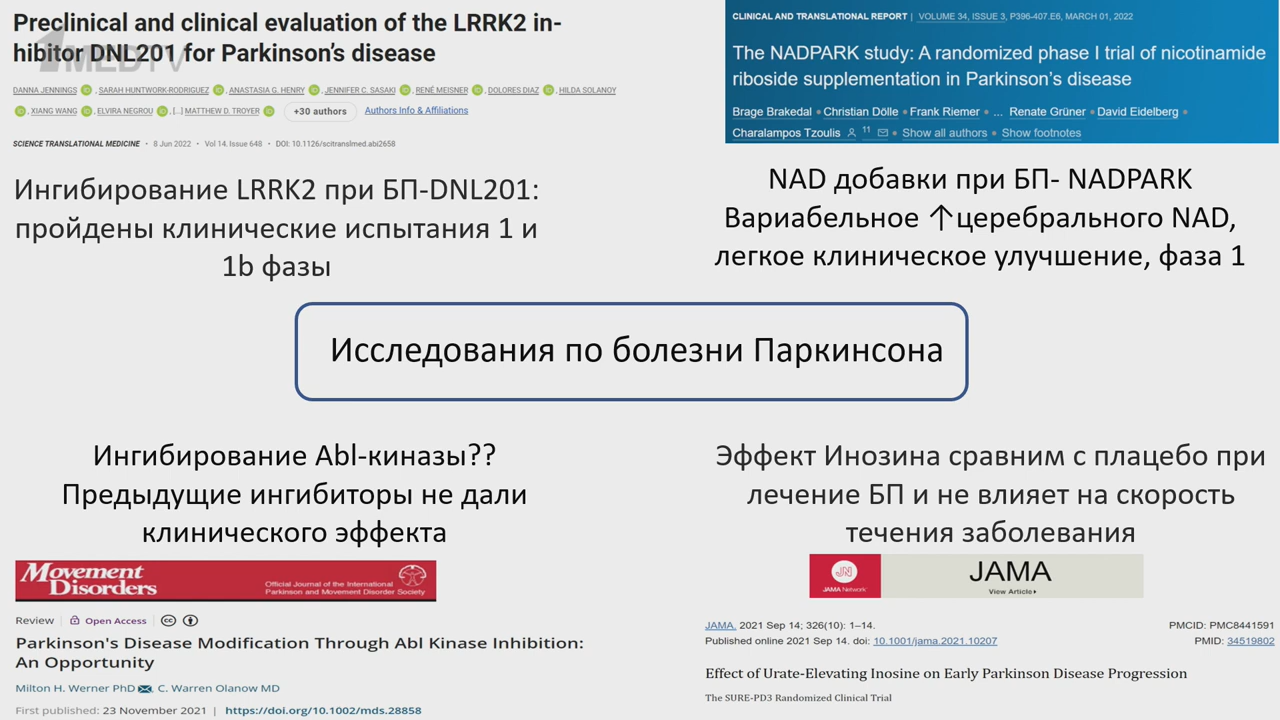 Preclinical and clinical evaluation of the LRRK2 in-
hibitor DNL201 for Parkinson's disease
1MEDTV
DANNA JENNINGS, SARAH HUNTWORK-RODRIGUEZ, ANASTASIA G. HENRY, JENNIFER C. SASAKI, RENÉ MEISNER, DOLORES DIAZ, HILDA SOLANOY
, XIANG WANG, ELVIRA NEGROU, [...] MATTHEW D. TROYER +30 authors Authors Info & Affiliations
SCIENCE TRANSLATIONAL MEDICINE • 8 Jun 2022 • Vol 14, Issue 648 • DOI: 10.1126/scitranslmed.abi2658
Ингибирование LRRK2 при БП-DNL201:
пройдены клинические испытания 1 и
1b фазы
CLINICAL AND TRANSLATIONAL REPORT | VOLUME 34, ISSUE 3, P396-407.E6, MARCH 01, 2022
The NADPARK study: A randomized phase I trial of nicotinamide
riboside supplementation in Parkinson's disease
Brage Brakedal • Christian Dölle • Frank Riemer • ... Renate Grüner • David Eidelberg •
Charalampos Tzoulis 11 • Show all authors • Show footnotes
NAD добавки при БП- NADPARK
Вариабельное ↑церебрального NAD,
легкое клиническое улучшение, фаза 1
Исследования по болезни Паркинсона
Ингибирование Abl-киназы??
Предыдущие ингибиторы не дали
клинического эффекта
Movement
Disorders
Official Journal of the International
Parkinson and Movement Disorder Society
Review Open Access
Parkinson's Disease Modification Through Abl Kinase Inhibition:
An Opportunity
Milton H. Werner PhD, C. Warren Olanow MD
First published: 23 November 2021 | https://doi.org/10.1002/mds.28858
Эффект Инозина сравним с плацебо при
лечение БП и не влияет на скорость
течения заболевания
JN
JAMA Network
JAMA
View Article
JAMA. 2021 Sep 14; 326(10): 1–14. PMCID: PMC8441591
Published online 2021 Sep 14. doi: 10.1001/jama.2021.10207 PMID: 34519802
Effect of Urate-Elevating Inosine on Early Parkinson Disease Progression
The SURE-PD3 Randomized Clinical Trial